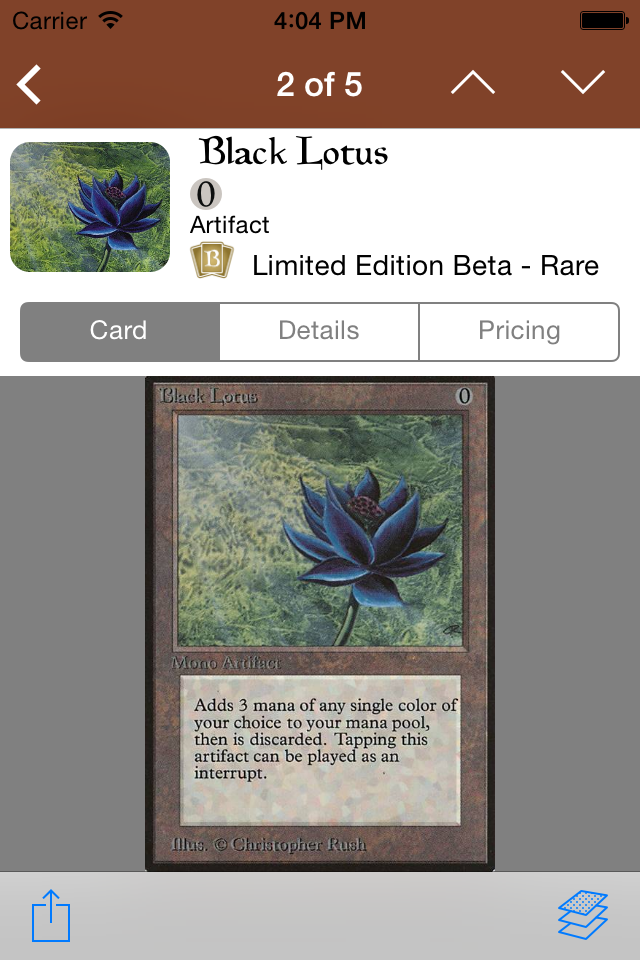 Carrier 4:04 PM
2 of 5
Black Lotus
0
Artifact
B Limited Edition Beta - Rare
Card Details Pricing
Black Lotus 0
Mono Artifact
Adds 3 mana of any single color of
your choice to your mana pool,
then is discarded. Tapping this
artifact can be played as an
interrupt.
Illus. © Christopher Rush